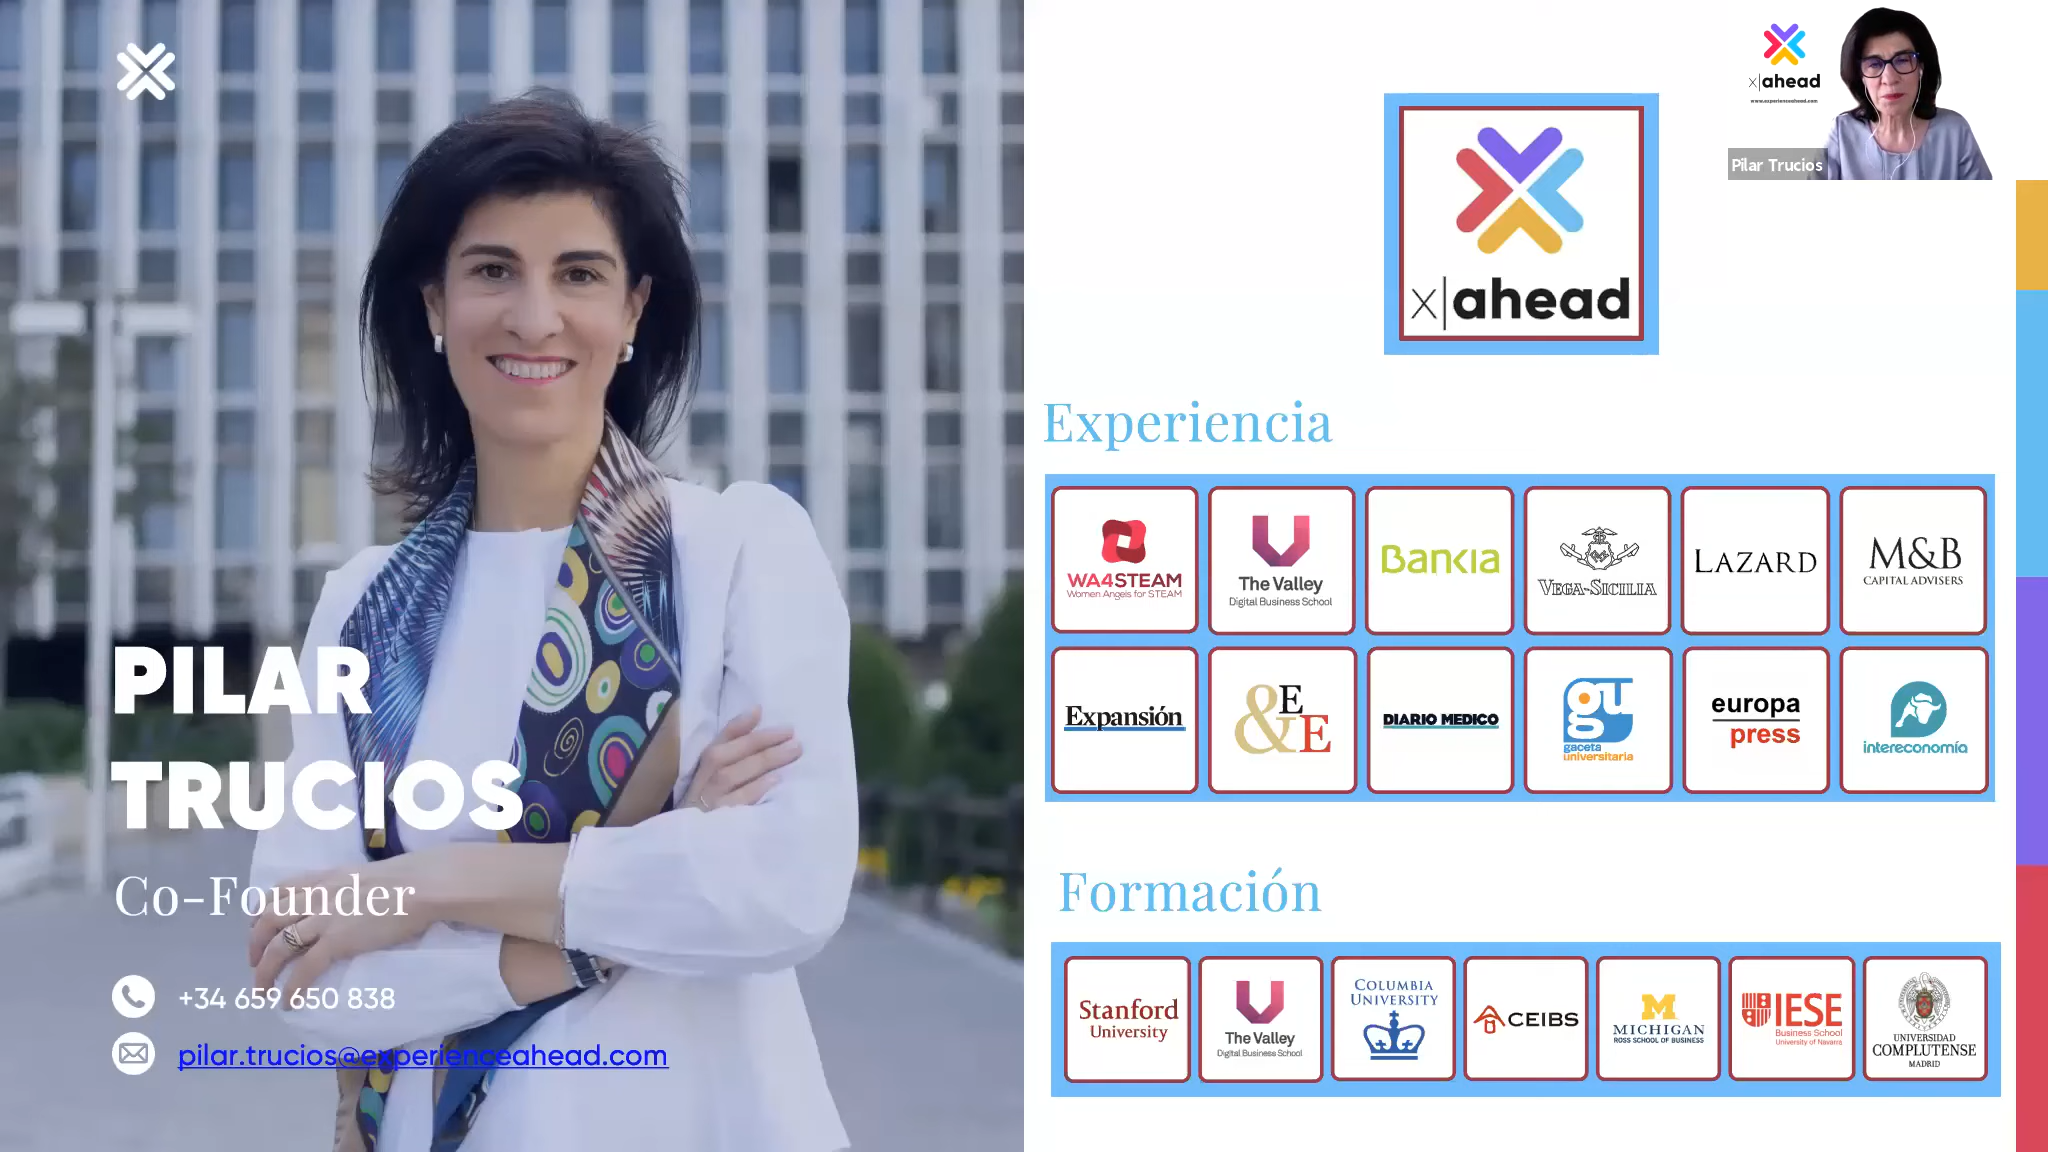 PILAR
TRUCIOS
Co-Founder
+34 659 650 838
pilar.trucios@experienceahead.com
x|ahead
x|ahead
www.experienceahead.com
Pilar Trucios
Experiencia
WA4STEAM
Women Angels for STEAM
The Valley
Digital Business School
Bankia
VEGA-SICILIA
LAZARD
M&B
CAPITAL ADVISERS
Expansión
E&E
DIARIO MEDICO
gu
g
gaceta
universitaria
europa
press
intereconomía
Formación
Stanford
University
The Valley
Digital Business School
COLUMBIA
UNIVERSITY
CEIBS
M
MICHIGAN
ROSS SCHOOL OF BUSINESS
IESE
Business School
University of Navarra
UNIVERSIDAD
COMPLUTENSE
MADRID